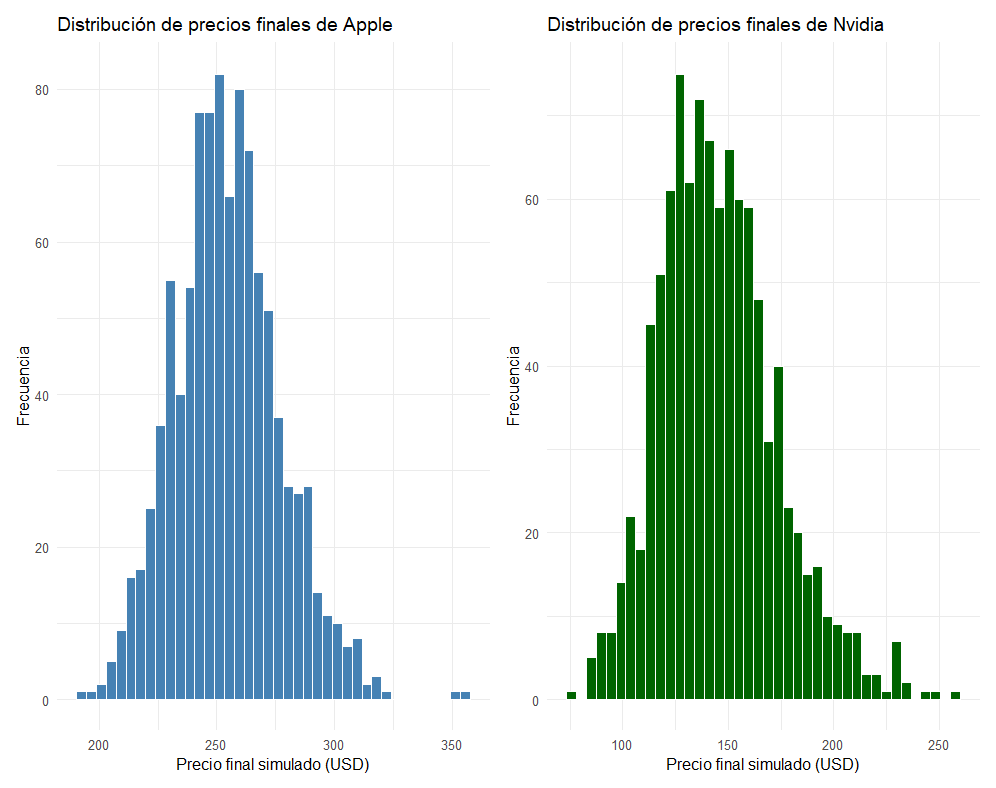 Distribución de precios finales de Apple
Frecuencia
80
60
40
20
0
200 250 300 350
Precio final simulado (USD)
Distribución de precios finales de Nvidia
Frecuencia
60
40
20
0
100 150 200 250
Precio final simulado (USD)